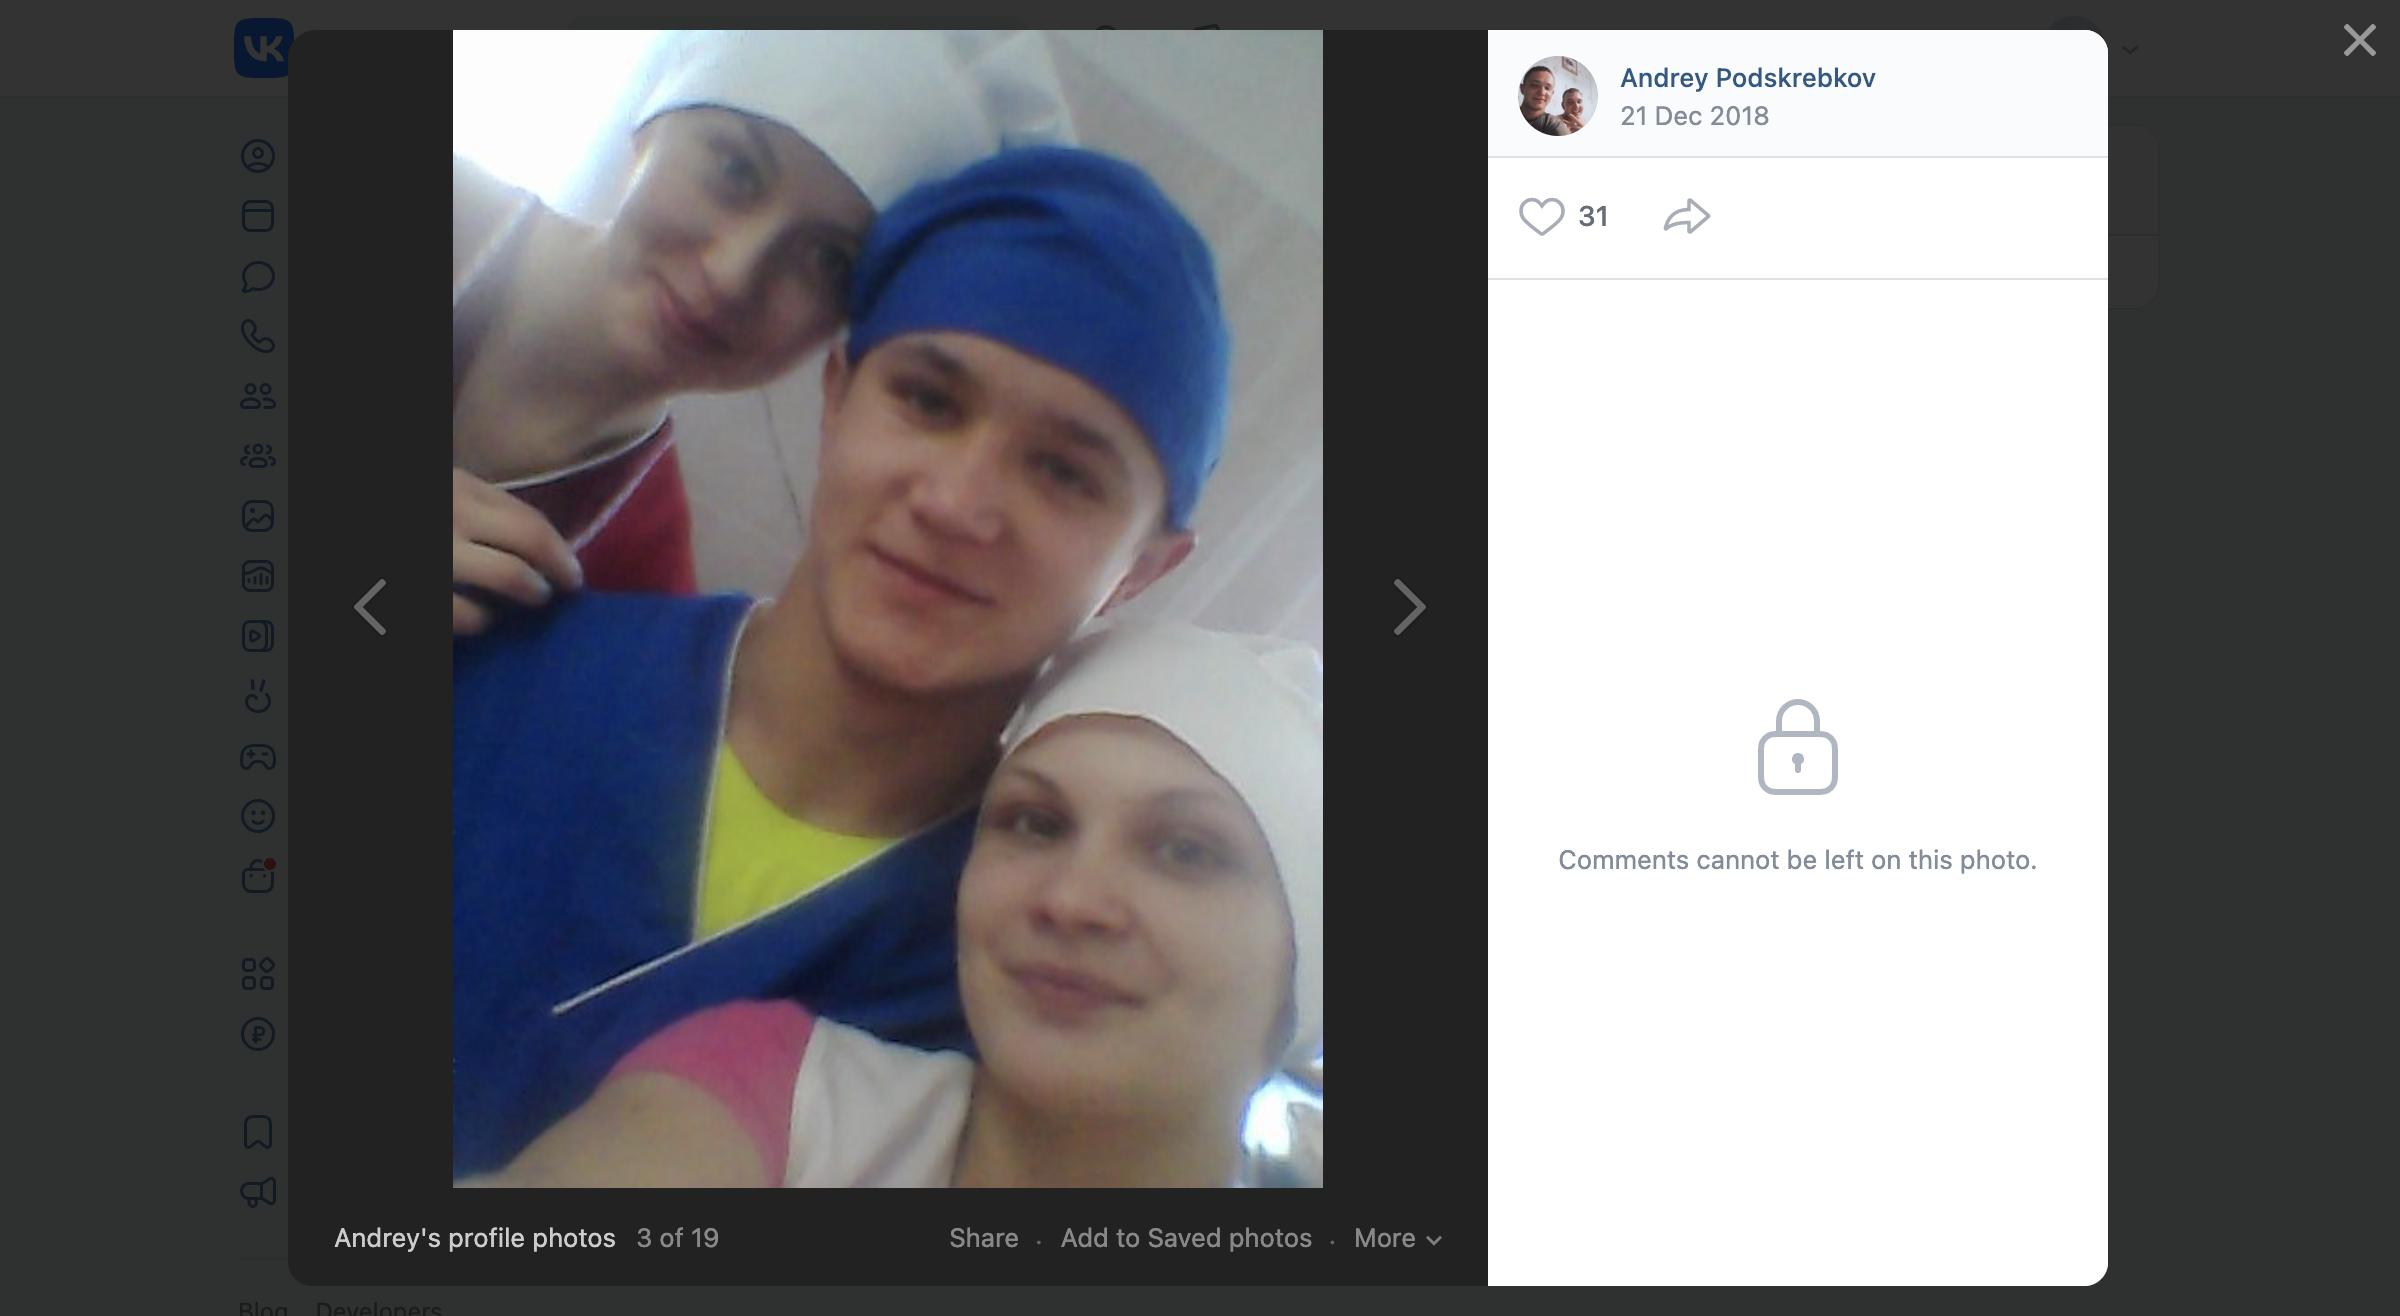 VK
Andrey Podskrebkov
21 Dec 2018
31
Comments cannot be left on this photo.
Andrey's profile photos 3 of 19
Share · Add to Saved photos · More
Blog Developers